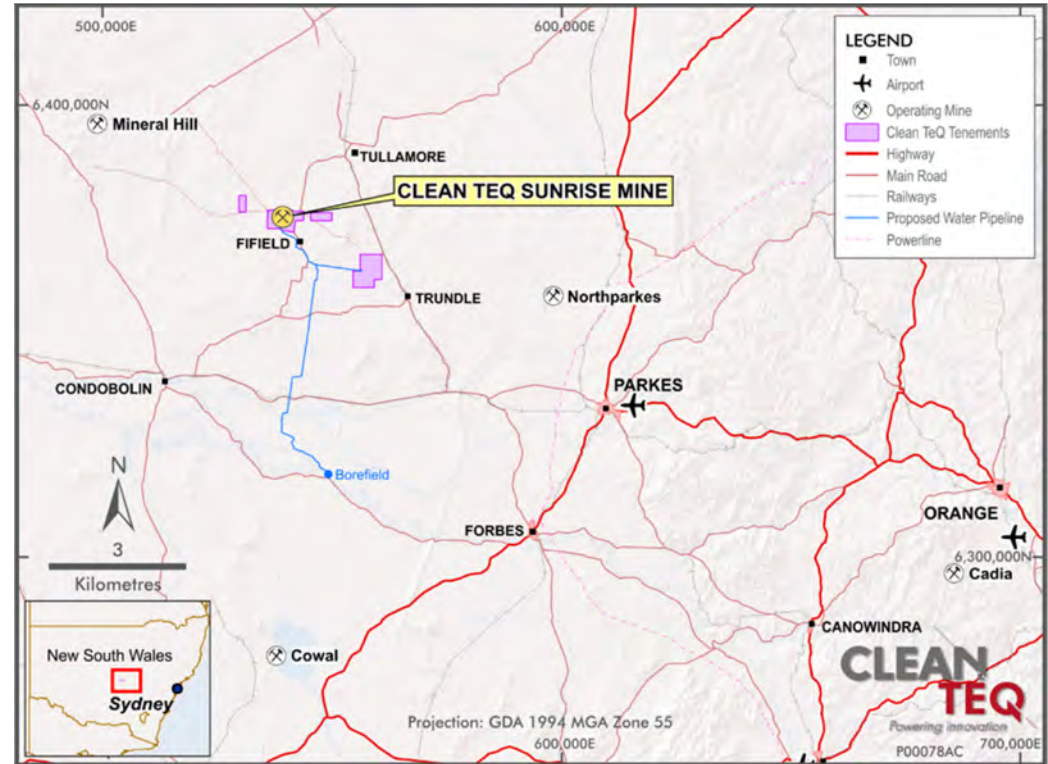 500,000E
600,000E
6,400,000N
LEGEND
Town
Airport
Operating Mine
Clean TeQ Tenements
Highway
Main Road
Railways
Proposed Water Pipeline
Powerline
Mineral Hill
TULLAMORE
CLEAN TEQ SUNRISE MINE
FIFIELD
TRUNDLE
Northparkes
CONDOBOLIN
PARKES
N
Borefield
ORANGE
FORBES
3
Kilometres
6,300,000N
Cadia
CANOWINDRA
New South Wales
Sydney
Cowal
CLEAN
TEQ
Powering innovation
Projection: GDA 1994 MGA Zone 55
600,000E
700,000E
P00078AC